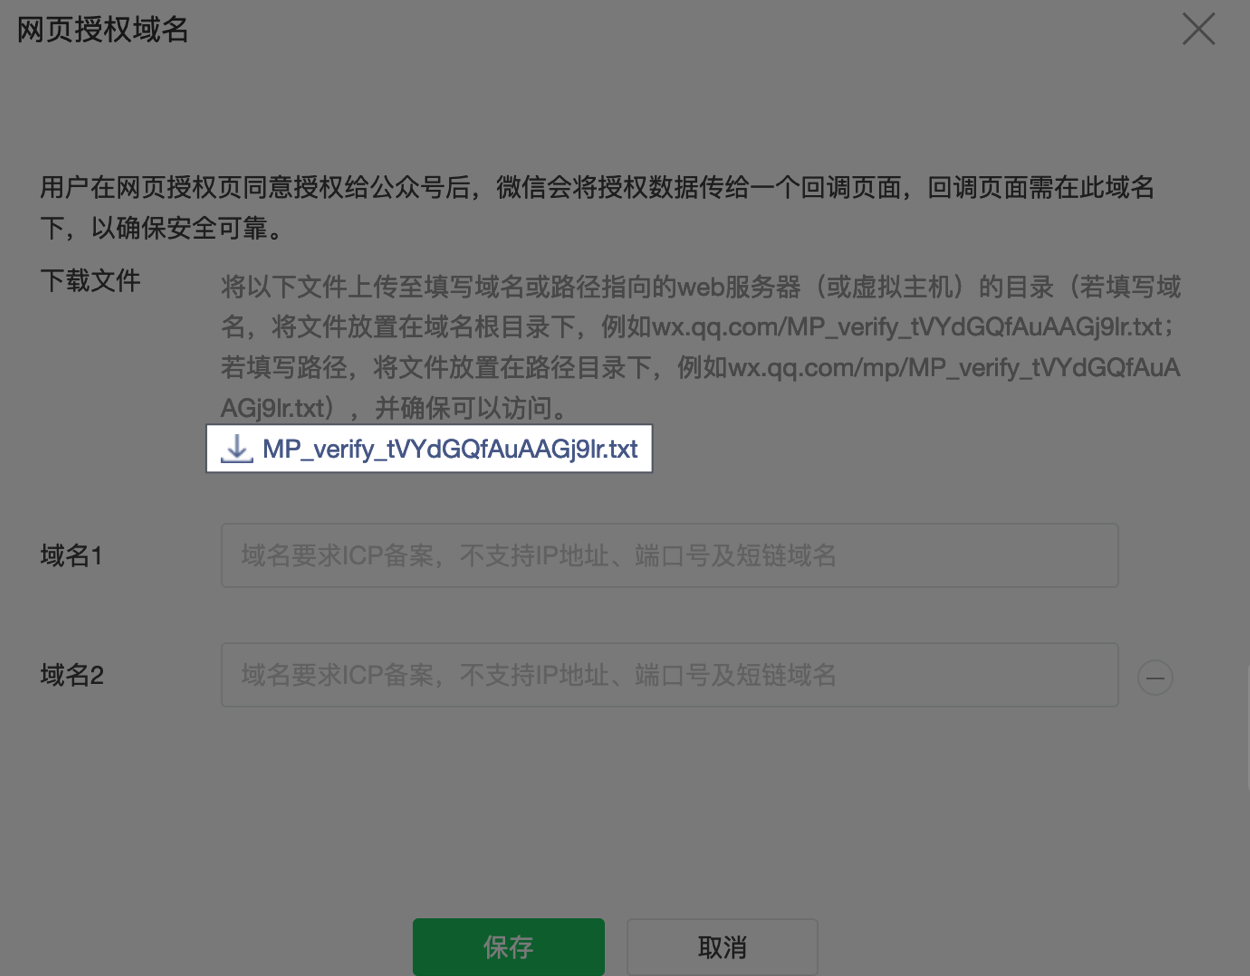 网页授权域名
用户在网页授权页同意授权给公众号后，微信会将授权数据传给一个回调页面，回调页面需在此域名
下，以确保安全可靠。
下载文件
将以下文件上传至填写域名或路径指向的web服务器（或虚拟主机）的目录（若填写域
名，将文件放置在域名根目录下，例如wx.qq.com/MP_verify_tVYdGQfAuAAGj9lr.txt；
若填写路径，将文件放置在路径目录下，例如wx.qq.com/mp/MP_verify_tVYdGQfAuA
AGj9lr.txt），并确保可以访问。
MP_verify_tVYdGQfAuAAGj9lr.txt
域名1
域名要求ICP备案，不支持IP地址、端口号及短链域名
域名2
域名要求ICP备案，不支持IP地址、端口号及短链域名
保存
取消